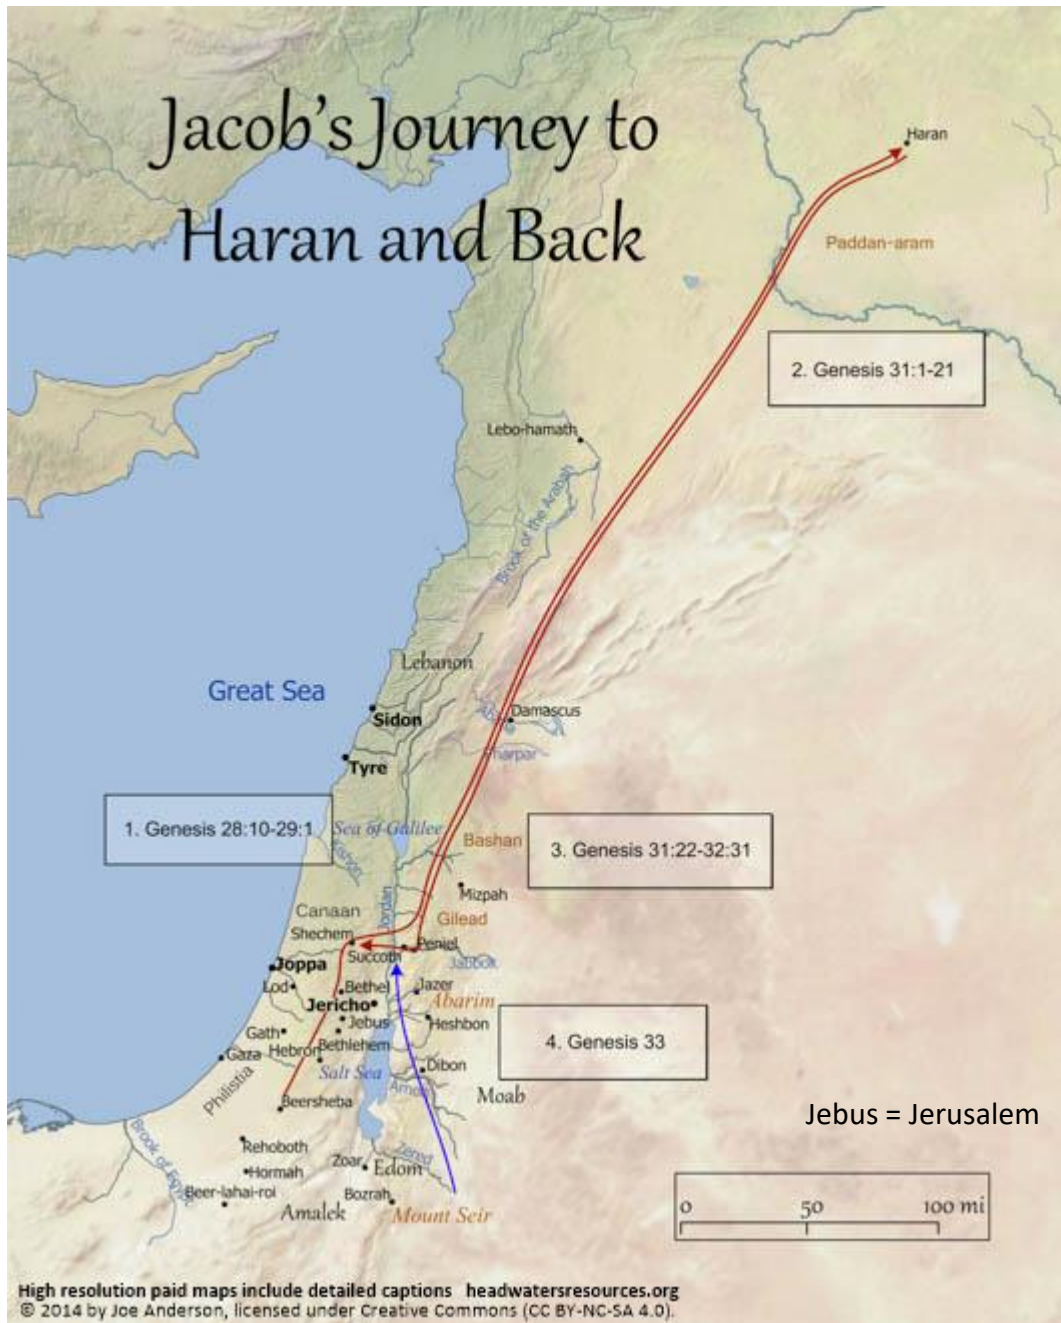 Jacob's Journey to
Haran and Back
Haran
Paddan-aram
2. Genesis 31:1-21
Lebo-hamath
Brook of the Arabah
Lebanon
Great Sea
Sidon
Damascus
Tyre
Pharpar
1. Genesis 28:10-29:1
Sea of Galilee
Kishon
Bashan
3. Genesis 31:22-32:31
Mizpah
Canaan
Jordan
Gilead
Shechem
Peniel
Succoth
Jabbok
Joppa
Lod
Bethel
Jazer
Jericho
Abarim
Jebus
Heshbon
Gath
Bethlehem
4. Genesis 33
Hebron
Gaza
Salt Sea
Dibon
Philistia
Arnon
Moab
Beersheba
Jebus = Jerusalem
Brook of Egypt
Rehoboth
Zered
Zoar
Edom
Hormah
Beer-lahai-roi
Bozrah
Amalek
Mount Seir
0 50 100 mi
High resolution paid maps include detailed captions headwatersresources.org
© 2014 by Joe Anderson, licensed under Creative Commons (CC BY-NC-SA 4.0).